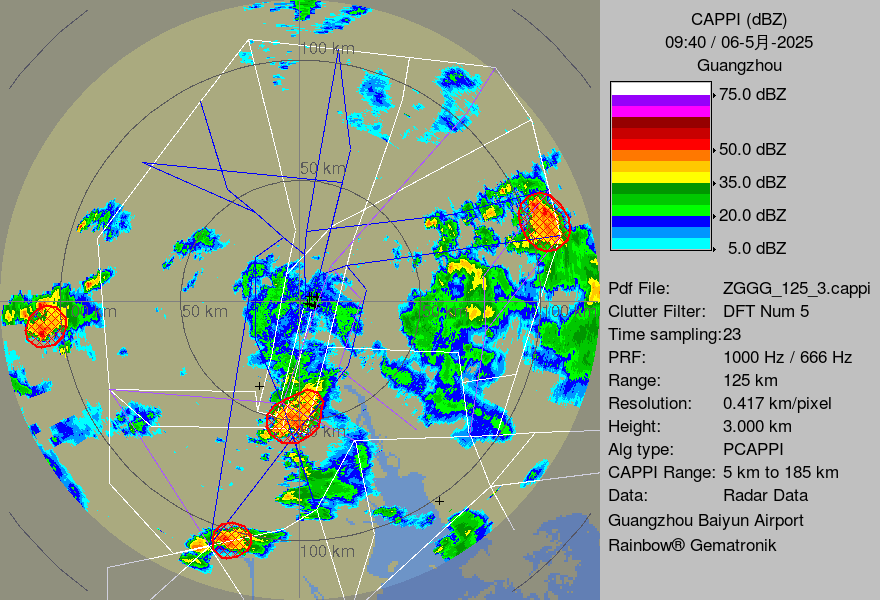 CAPPI (dBZ)
09:40 / 06-5月-2025
Guangzhou
75.0 dBZ
50.0 dBZ
35.0 dBZ
20.0 dBZ
5.0 dBZ
Pdf File: ZGGG_125_3.cappi
Clutter Filter: DFT Num 5
Time sampling:23
PRF: 1000 Hz / 666 Hz
Range: 125 km
Resolution: 0.417 km/pixel
Height: 3.000 km
Alg type: PCAPPI
CAPPI Range: 5 km to 185 km
Data: Radar Data
Guangzhou Baiyun Airport
Rainbow® Gematronik
100 km
50 km
50 km
100 km
100 km